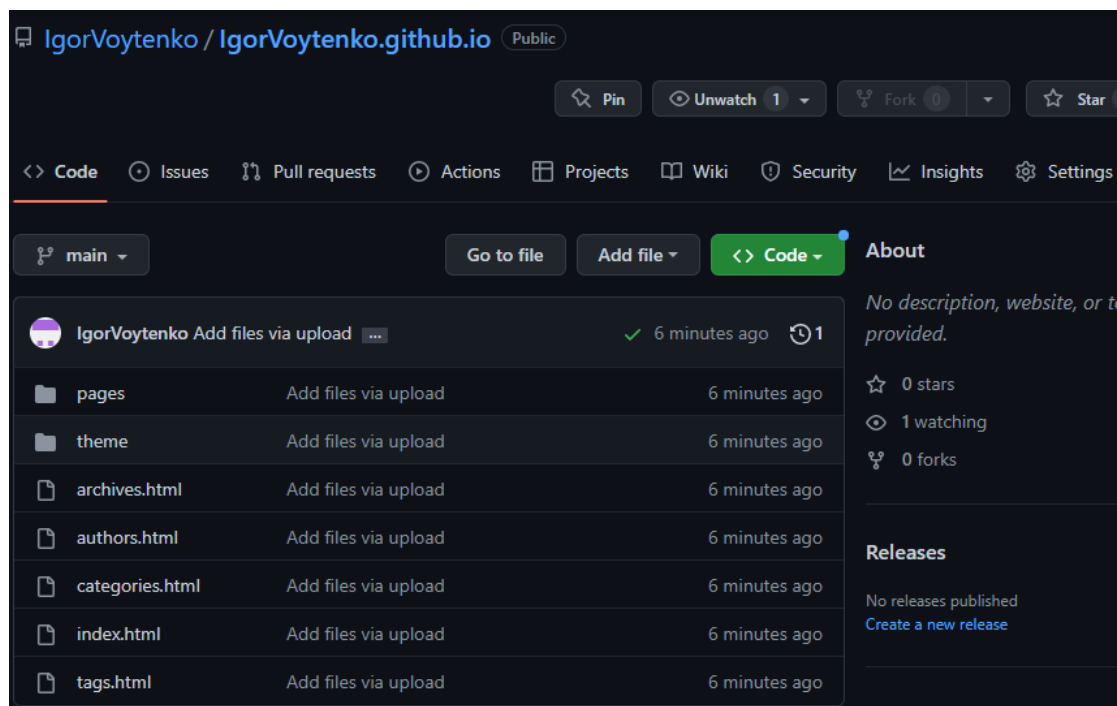 IgorVoytenko / IgorVoytenko.github.io Public
Pin Unwatch 1 Fork 0 Star
Code Issues Pull requests Actions Projects Wiki Security Insights Settings
main Go to file Add file Code
IgorVoytenko Add files via upload ... 6 minutes ago 1
pages Add files via upload 6 minutes ago
theme Add files via upload 6 minutes ago
archives.html Add files via upload 6 minutes ago
authors.html Add files via upload 6 minutes ago
categories.html Add files via upload 6 minutes ago
index.html Add files via upload 6 minutes ago
tags.html Add files via upload 6 minutes ago
About
No description, website, or
provided.
0 stars
1 watching
0 forks
Releases
No releases published
Create a new release